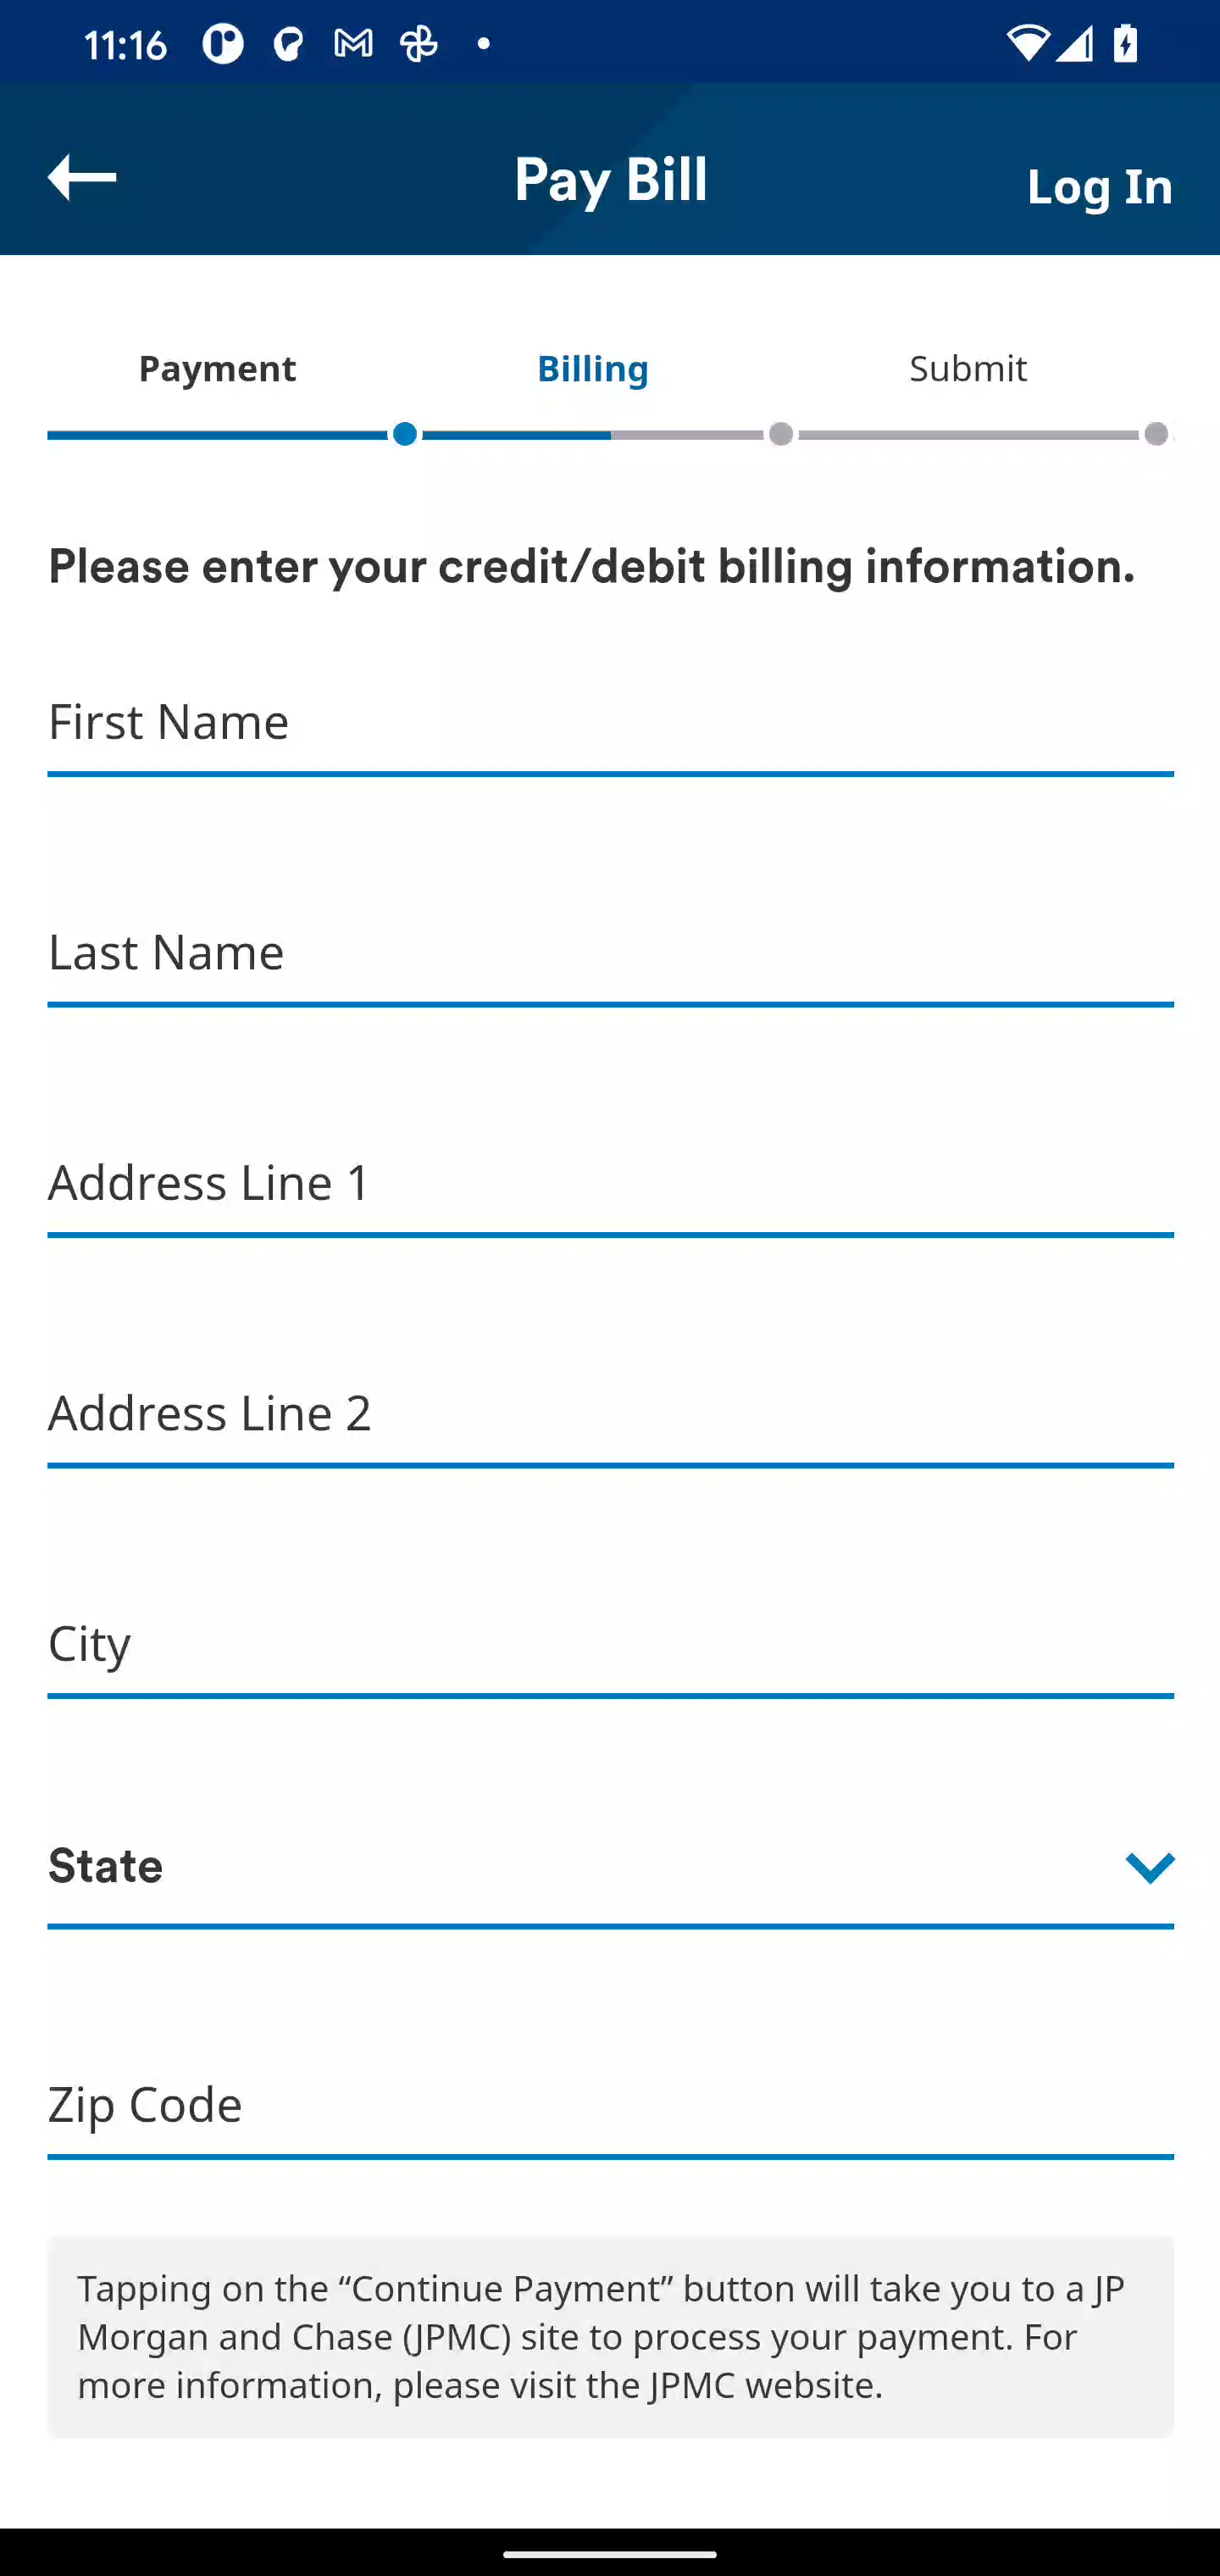 11:16
Pay Bill
Log In
Payment
Billing
Submit
Please enter your credit/debit billing information.
First Name
Last Name
Address Line 1
Address Line 2
City
State
Zip Code
Tapping on the “Continue Payment” button will take you to a JP
Morgan and Chase (JPMC) site to process your payment. For
more information, please visit the JPMC website.